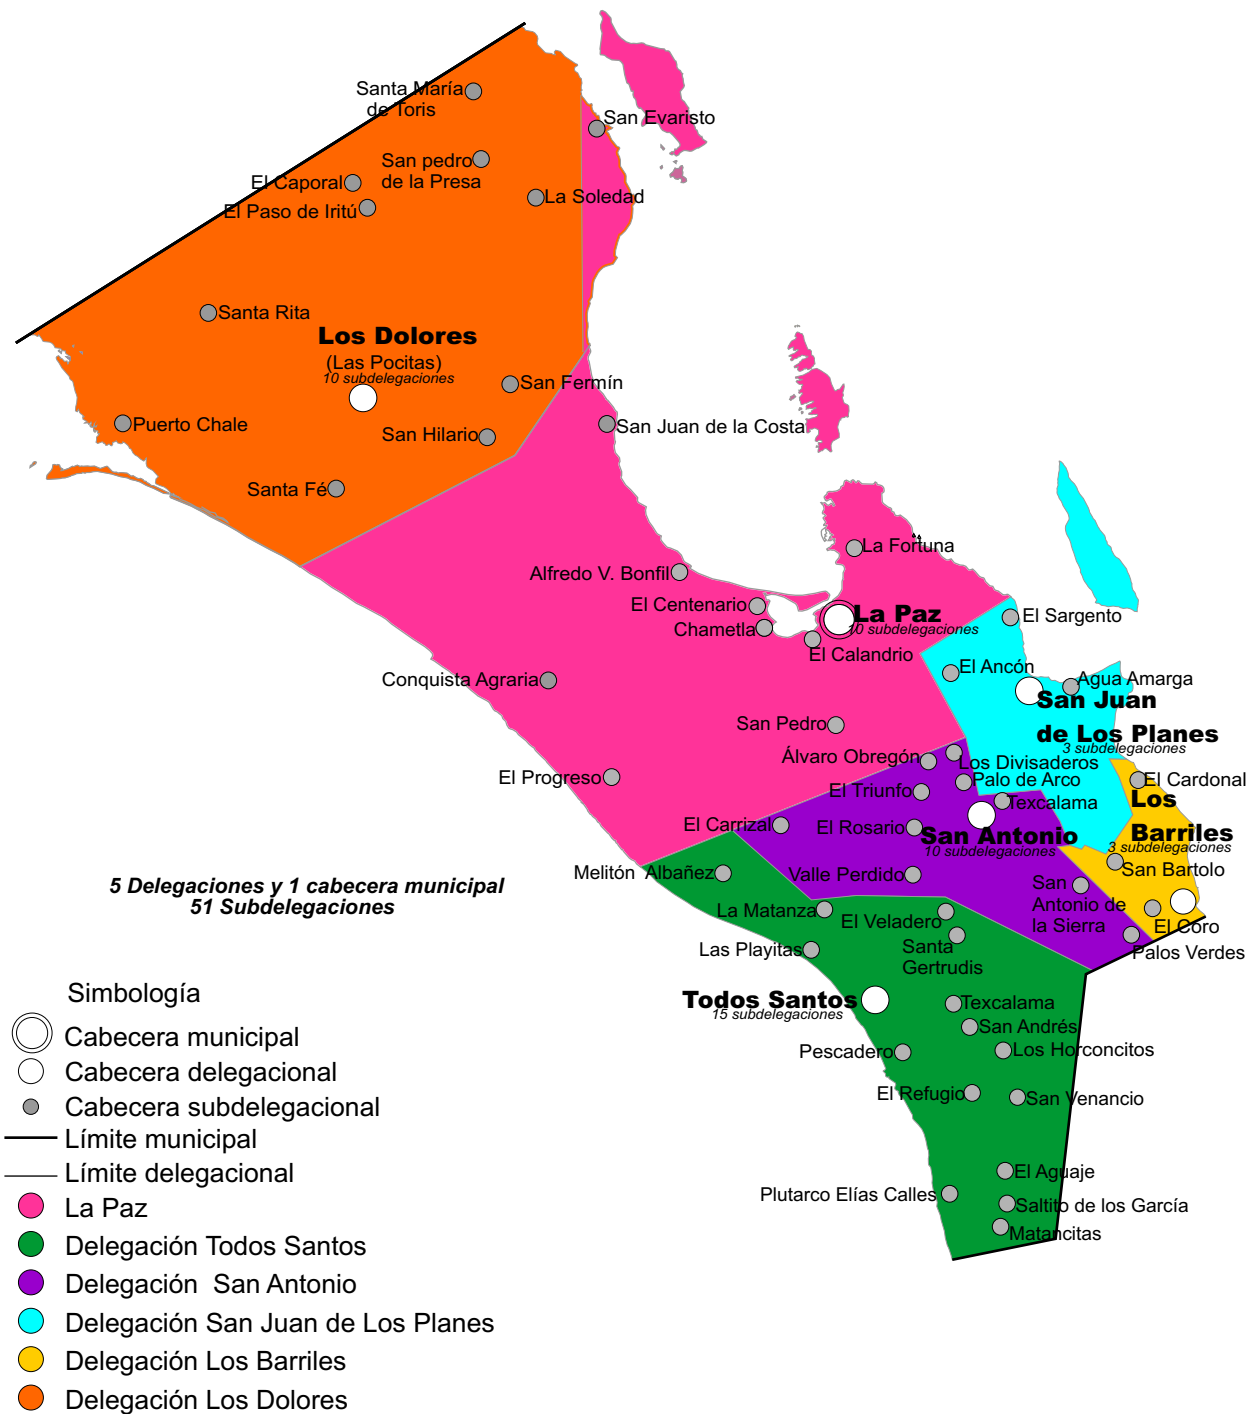 Santa María
de Toris
San Evaristo
San pedro
de la Presa
El Caporal
La Soledad
El Paso de Iritú
Santa Rita
Los Dolores
(Las Pocitas)
10 subdelegaciones
San Fermín
Puerto Chale
San Juan de la Costa
San Hilario
Santa Fé
La Fortuna
Alfredo V. Bonfil
El Centenario
La Paz
10 subdelegaciones
El Sargento
Chametla
El Calandrio
El Ancón
Conquista Agraria
Agua Amarga
San Juan
de Los Planes
3 subdelegaciones
San Pedro
Álvaro Obregón
Los Divisaderos
El Progreso
Palo de Arco
El Cardonal
El Triunfo
Texcalama
Los
Barriles
3 subdelegaciones
El Carrizal
El Rosario
San Antonio
10 subdelegaciones
Melitón Albañez
Valle Perdido
San Bartolo
San
Antonio de
la Sierra
5 Delegaciones y 1 cabecera municipal
51 Subdelegaciones
La Matanza
El Veladero
El Coro
Las Playitas
Santa
Gertrudis
Palos Verdes
Todos Santos
15 subdelegaciones
Texcalama
San Andrés
Pescadero
Los Horconcitos
El Refugio
San Venancio
El Aguaje
Plutarco Elías Calles
Saltito de los García
Matancitas
Simbología
Cabecera municipal
Cabecera delegacional
Cabecera subdelegacional
Límite municipal
Límite delegacional
La Paz
Delegación Todos Santos
Delegación San Antonio
Delegación San Juan de Los Planes
Delegación Los Barriles
Delegación Los Dolores